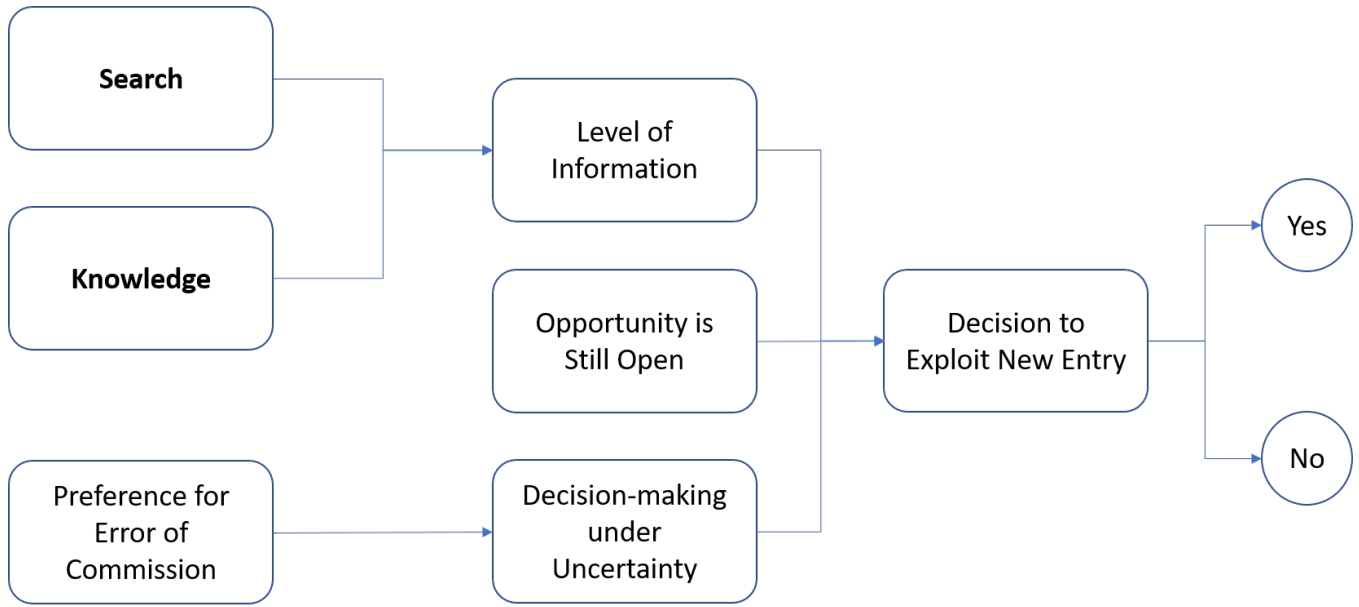 Search
Knowledge
Preference for
Error of
Commission
Level of
Information
Opportunity is
Still Open
Decision-making
under
Uncertainty
Decision to
Exploit New Entry
Yes
No